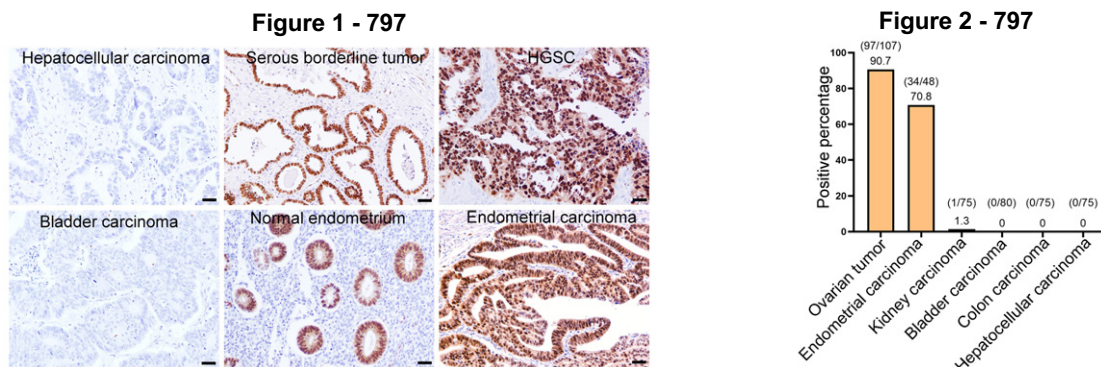 Figure 1 - 797
Hepatocellular carcinoma
Serous borderline tumor
HGSC
Bladder carcinoma
Normal endometrium
Endometrial carcinoma
Figure 2 - 797
Positive percentage
100
80
60
40
20
0
(97/107)
90.7
(34/48)
70.8
(1/75)
1.3
(0/80)
0
(0/75)
0
(0/75)
0
Ovarian tumor
Endometrial carcinoma
Kidney carcinoma
Bladder carcinoma
Colon carcinoma
Hepatocellular carcinoma